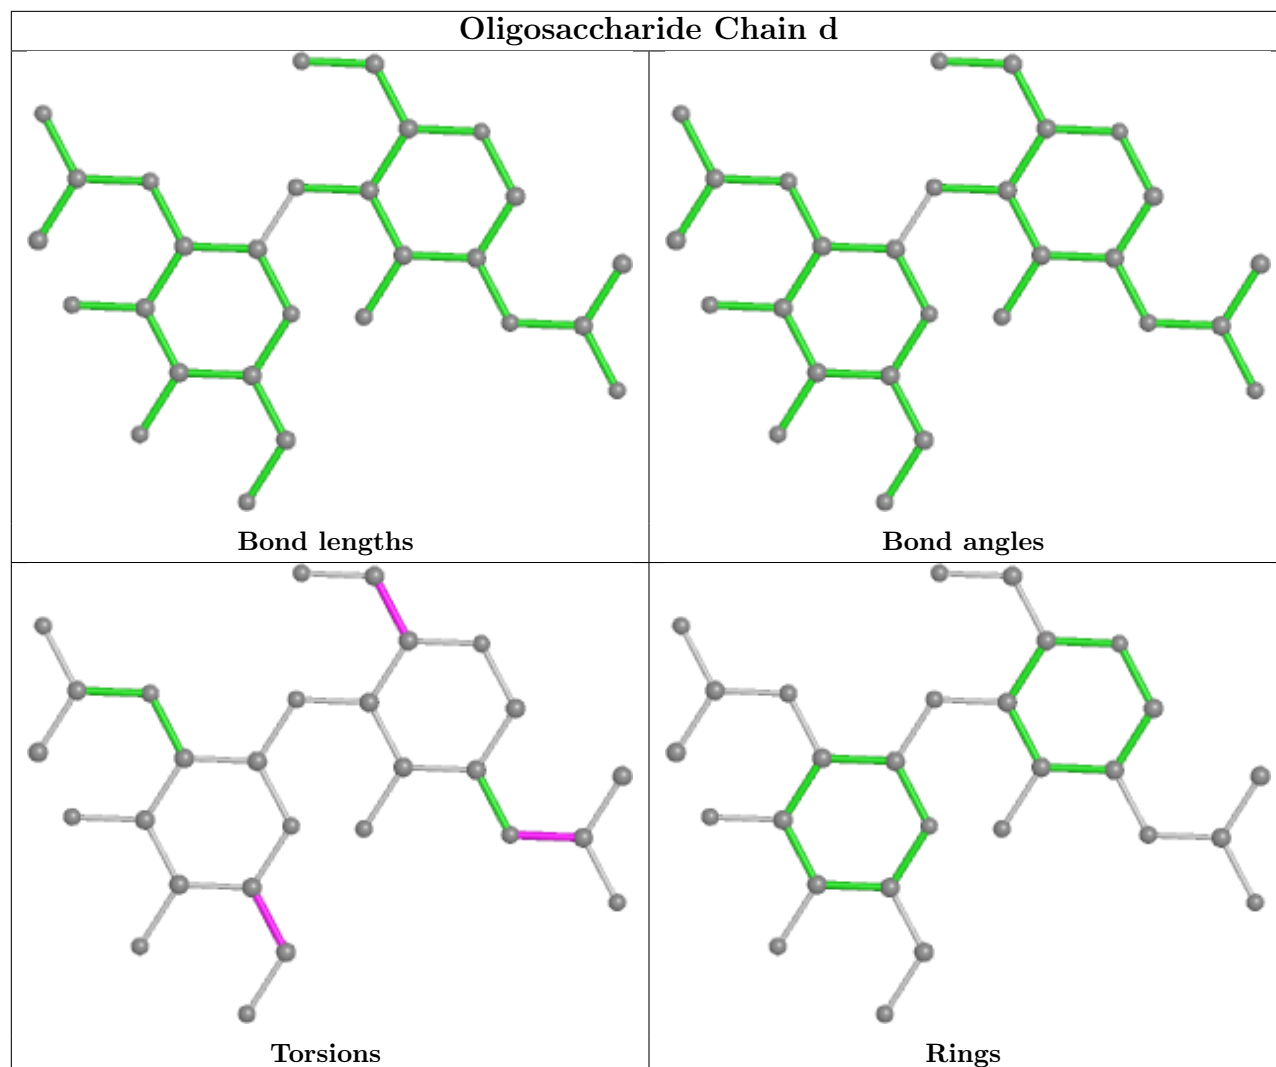 Oligosaccharide Chain d
Bond lengths
Bond angles
Torsions
Rings